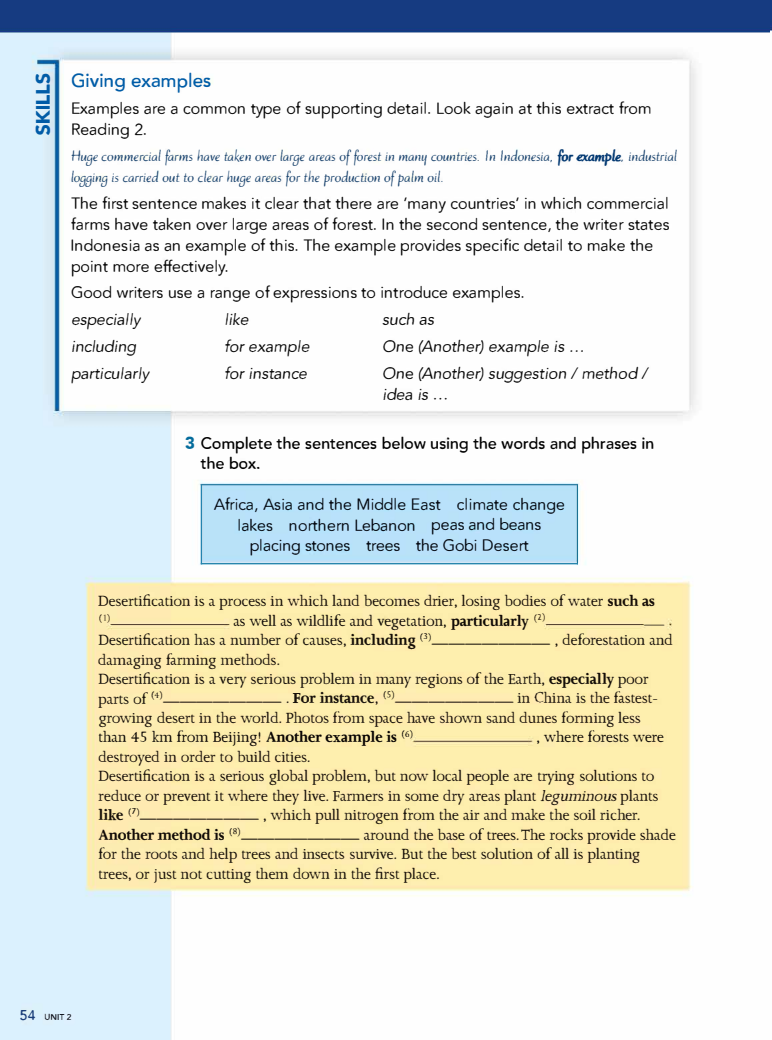 SKILLS
Giving examples
Examples are a common type of supporting detail. Look again at this extract from
Reading 2.
Huge commercial farms have taken over large areas of forest in many countries. In Indonesia, for example, industrial
logging is carried out to clear huge areas for the production of palm oil.
The first sentence makes it clear that there are ‘many countries’ in which commercial
farms have taken over large areas of forest. In the second sentence, the writer states
Indonesia as an example of this. The example provides specific detail to make the
point more effectively.
Good writers use a range of expressions to introduce examples.
especially like such as
including for example One (Another) example is …
particularly for instance One (Another) suggestion / method /
idea is …
3 Complete the sentences below using the words and phrases in
the box.
Africa, Asia and the Middle East climate change
lakes northern Lebanon peas and beans
placing stones trees the Gobi Desert
Desertification is a process in which land becomes drier, losing bodies of water such as
(1)______________ as well as wildlife and vegetation, particularly (2)______________ .
Desertification has a number of causes, including (3)______________ , deforestation and
damaging farming methods.
Desertification is a very serious problem in many regions of the Earth, especially poor
parts of (4)______________ . For instance, (5)______________ in China is the fastest-
growing desert in the world. Photos from space have shown sand dunes forming less
than 45 km from Beijing! Another example is (6)______________ , where forests were
destroyed in order to build cities.
Desertification is a serious global problem, but now local people are trying solutions to
reduce or prevent it where they live. Farmers in some dry areas plant leguminous plants
like (7)______________ , which pull nitrogen from the air and make the soil richer.
Another method is (8)______________ around the base of trees. The rocks provide shade
for the roots and help trees and insects survive. But the best solution of all is planting
trees, or just not cutting them down in the first place.
54 UNIT 2